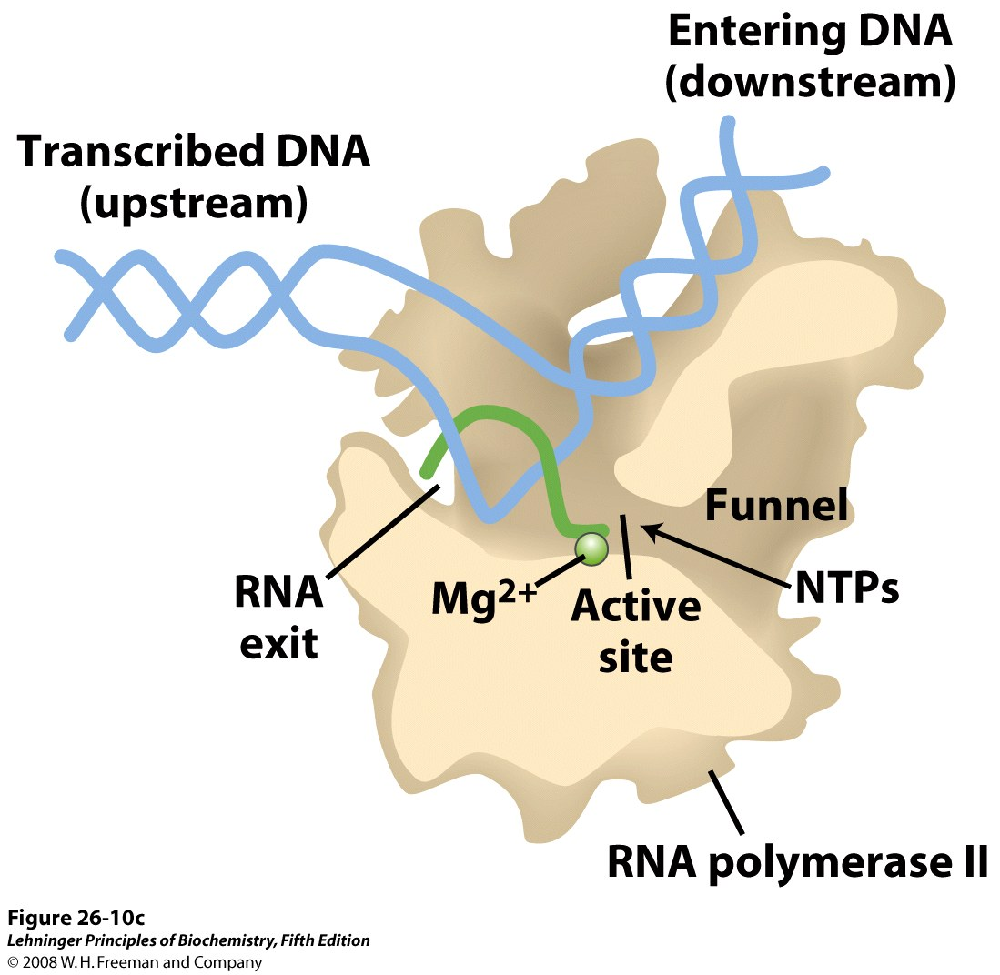 Entering DNA
(downstream)
Transcribed DNA
(upstream)
Funnel
RNA
exit
Mg2+
Active
site
NTPs
RNA polymerase II
Figure 26-10c
Lehninger Principles of Biochemistry, Fifth Edition
© 2008 W. H. Freeman and Company